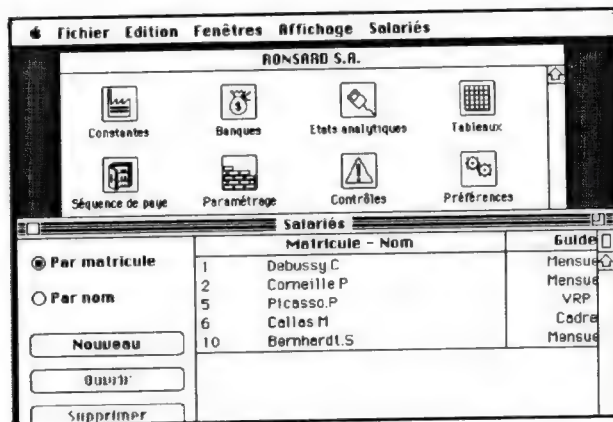 Fichier Edition Fenêtres Affichage Salariés
RONSARD S.A.
Constantes Banques Etats analytiques Tableaux
Séquence de paye Paramétrage Contrôles Préférences
Salariés
Matricule - Nom Guide
Par matricule
Par nom
1 Debussy C Mensue
2 Corneille P Mensue
5 Picasso.P VRP
6 Callas M Cadre
10 Bernhardt.S Mensue
Nouveau
Ouvrir
Supprimer